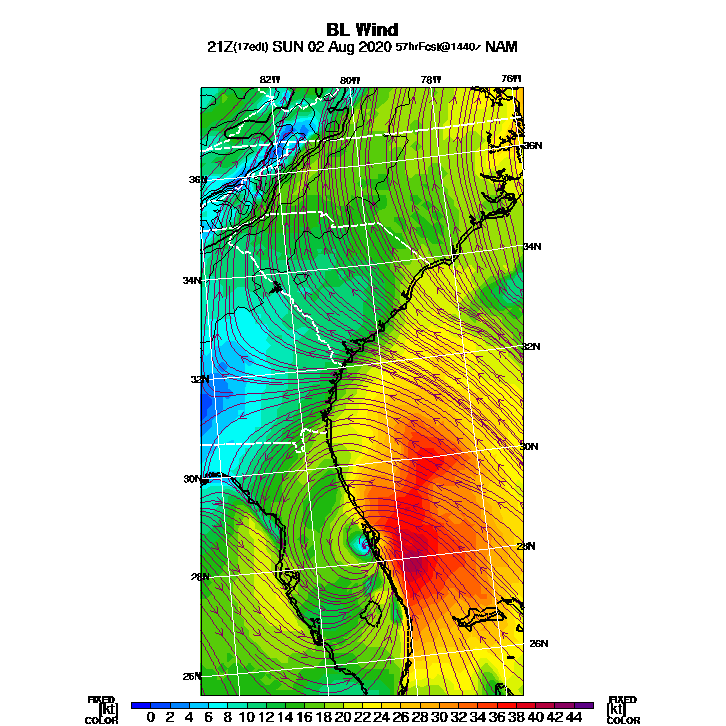 BL Wind
21Z(17edt) SUN 02 Aug 2020 57hrFcst@1440z NAM
82W 80W 78W 76W
36N
36N
34N
34N
32N
32N
30N
30N
28N
28N
26N
26N
FIXED FIXED
[kt] 0 2 4 6 8 10 12 14 16 18 20 22 24 26 28 30 32 34 36 38 40 42 44 [kt]
COLOR COLOR